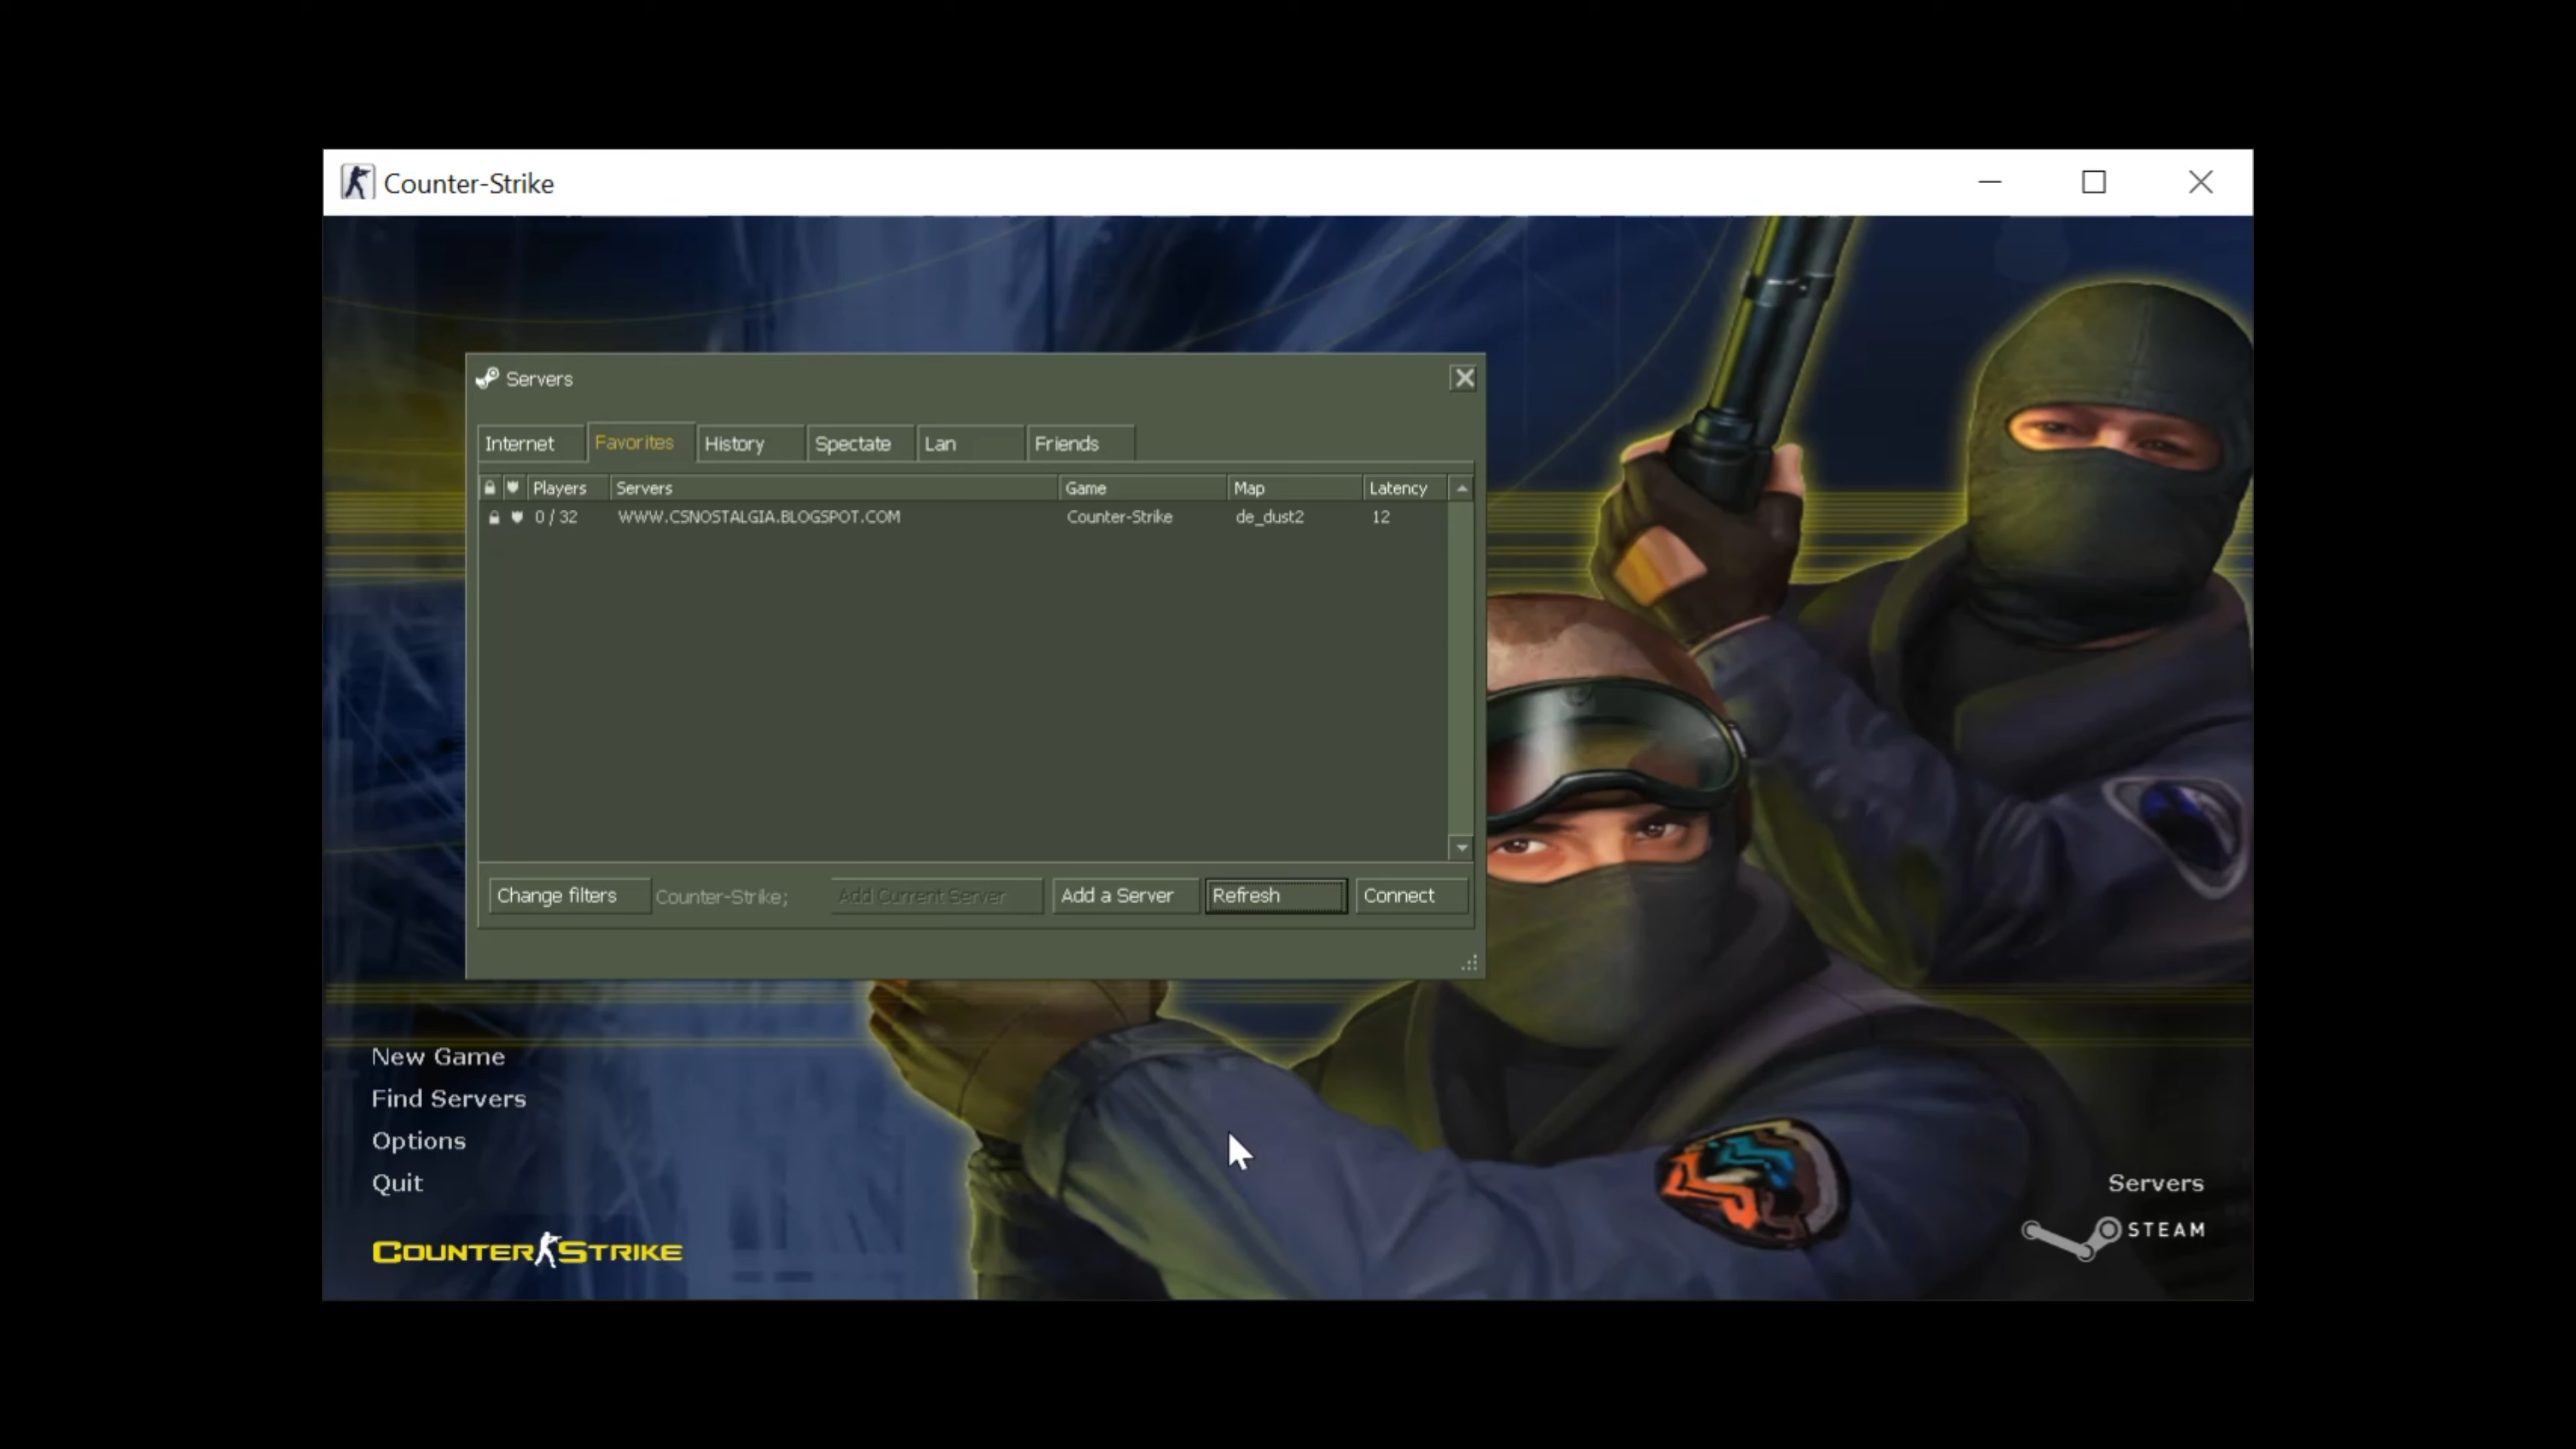 Counter-Strike
Servers
Internet Favorites History Spectate Lan Friends
Players Servers Game Map Latency
0 / 32 WWW.CSNOSTALGIA.BLOGSPOT.COM Counter-Strike de_dust2 12
Change filters Counter-Strike; Add Current Server Add a Server Refresh Connect
New Game
Find Servers
Options
Quit
COUNTER STRIKE
Servers
STEAM